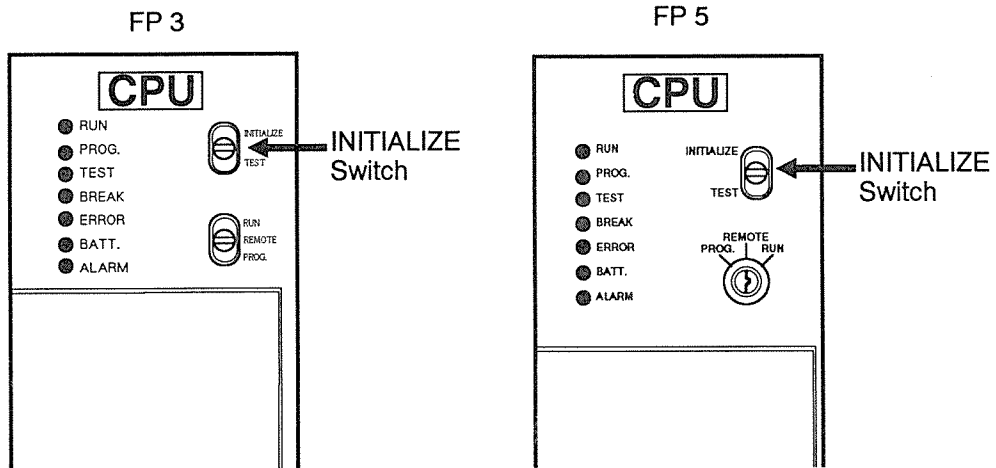 FP 3
CPU
RUN
PROG.
TEST
BREAK
ERROR
BATT.
ALARM
INITIALIZE
TEST
INITIALIZE
Switch
RUN
REMOTE
PROG.
FP 5
CPU
RUN
PROG.
TEST
BREAK
ERROR
BATT.
ALARM
INITIALIZE
TEST
INITIALIZE
Switch
REMOTE
PROG. RUN